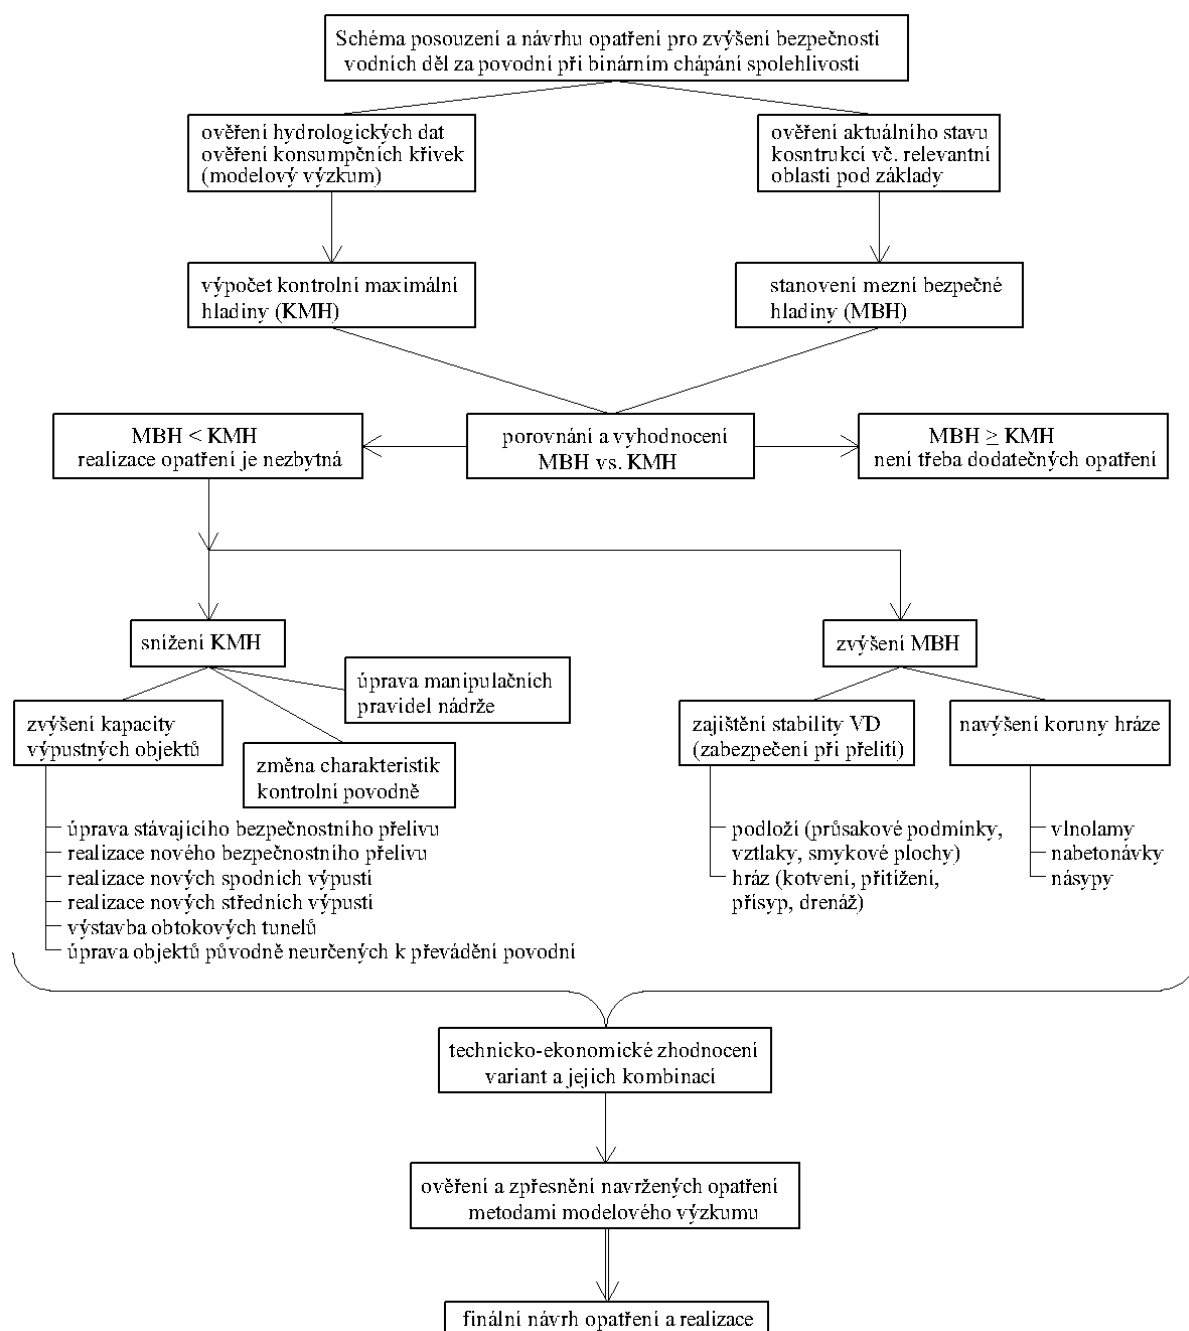 Schéma posouzení a návrhu opatření pro zvýšení bezpečnosti
vodních děl za povodní při binárním chápání spolehlivosti
ověření hydrologických dat
ověření konsumpčních křivek
(modelový výzkum)
ověření aktuálního stavu
kosntrukcí vč. relevantní
oblasti pod základy
výpočet kontrolní maximální
hladiny (KMH)
stanovení mezní bezpečné
hladiny (MBH)
MBH < KMH
realizace opatření je nezbytná
porovnání a vyhodnocení
MBH vs. KMH
MBH ≥ KMH
není třeba dodatečných opatření
snížení KMH
zvýšení MBH
úprava manipulačních
pravidel nádrže
zvýšení kapacity
výpustných objektů
změna charakteristik
kontrolní povodně
zajištění stability VD
(zabezpečení při přelití)
navýšení koruny hráze
úprava stávajícího bezpečnostního přelivu
realizace nového bezpečnostního přelivu
realizace nových spodních výpustí
realizace nových středních výpustí
výstavba obtokových tunelů
úprava objektů původně neurčených k převádění povodní
podloží (průsakové podmínky,
vztlaky, smykové plochy)
hráz (kotvení, přitížení,
přísyp, drenáž)
vlnolamy
nabetonávky
násypy
technicko-ekonomické zhodnocení
variant a jejich kombinací
ověření a zpřesnění navržených opatření
metodami modelového výzkumu
finální návrh opatření a realizace